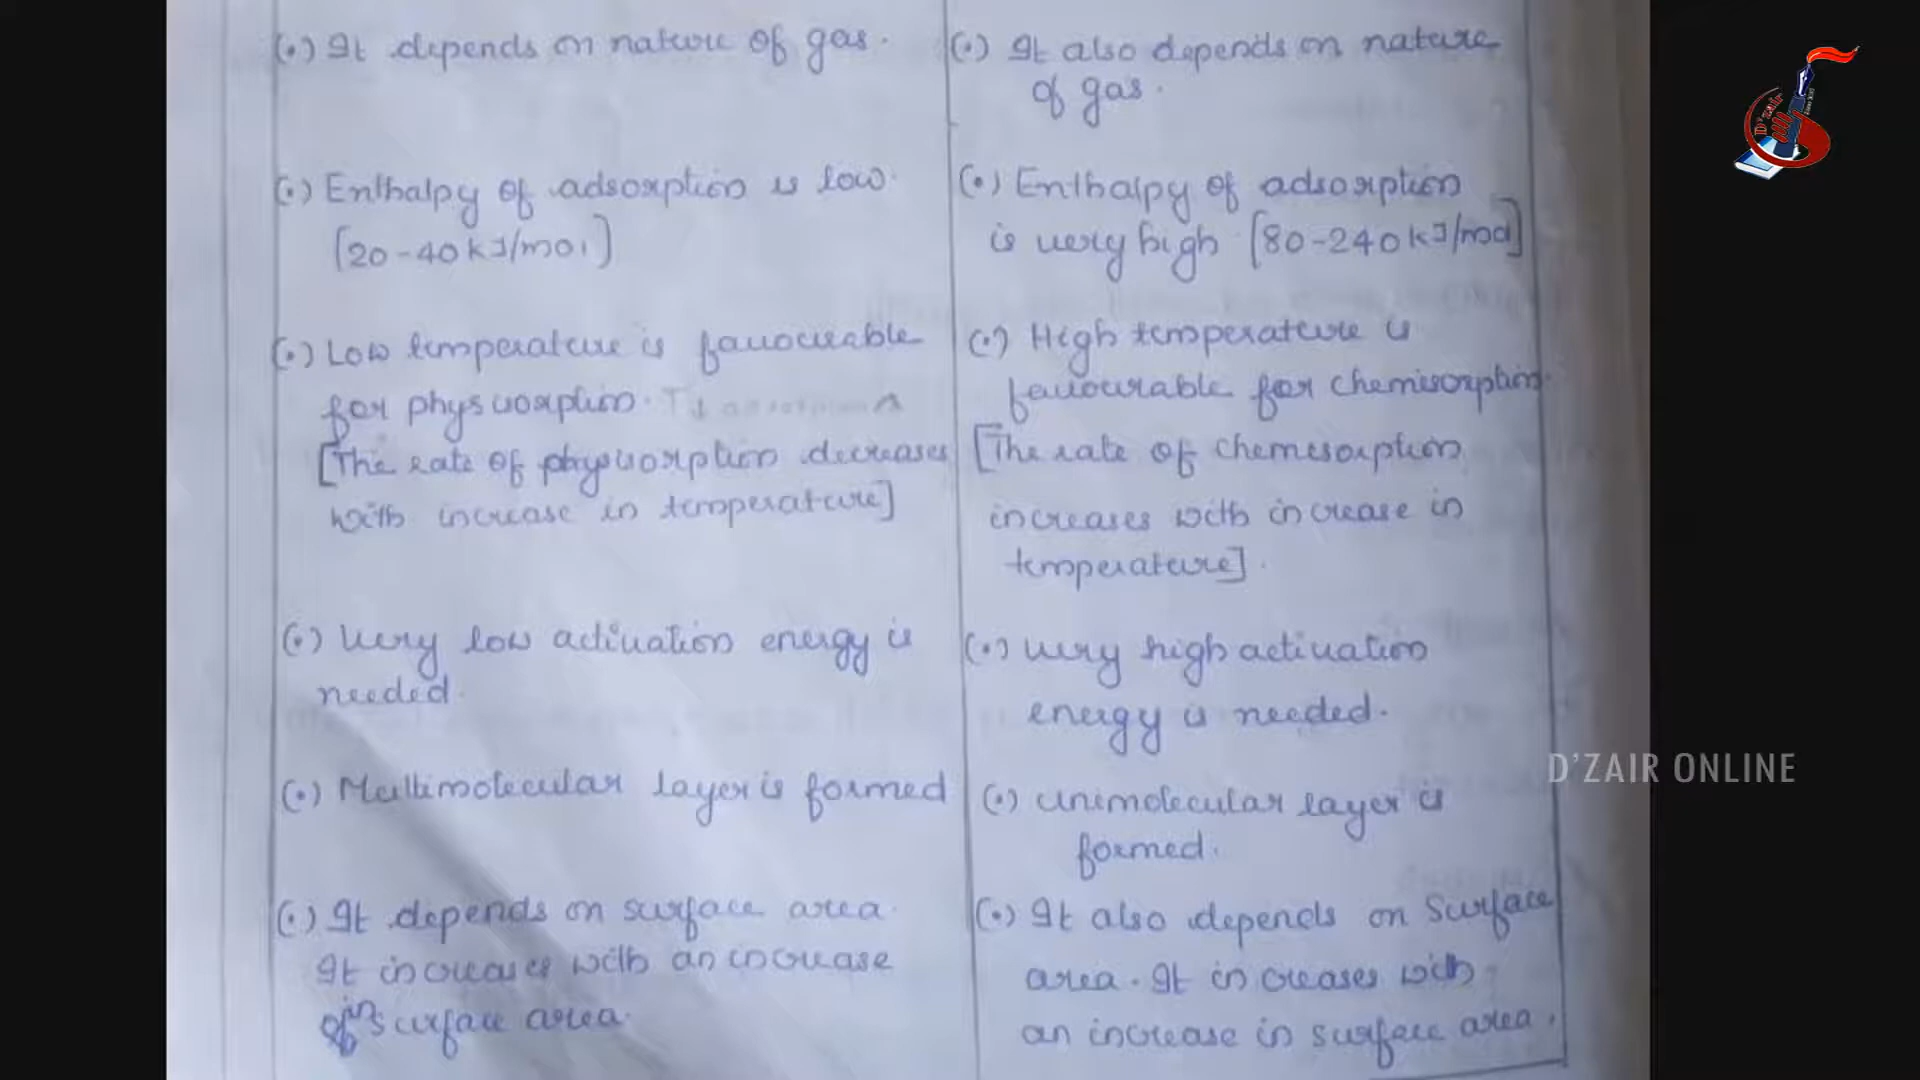 (•) It depends on nature of gas.
(•) Enthalpy of adsorption is low.
[20-40 kJ/mol]
(•) Low temperature is favourable
for physisorption. T↓ adsorption ↑
[The rate of physisorption decreases
with increase in temperature]
(•) Very low activation energy is
needed.
(•) Multimolecular layer is formed
(•) It depends on surface area.
It increases with an increase
in surface area.
(•) It also depends on nature
of gas.
(•) Enthalpy of adsorption
is very high [80-240 kJ/mol]
(•) High temperature is
favourable for chemisorption.
[The rate of chemesorption
increases with increase in
temperature].
(•) very high activation
energy is needed.
(•) unimolecular layer is
formed.
(•) It also depends on Surface
area. It increases with
an increase in surface area.
D'zair
D'ZAIR ONLINE